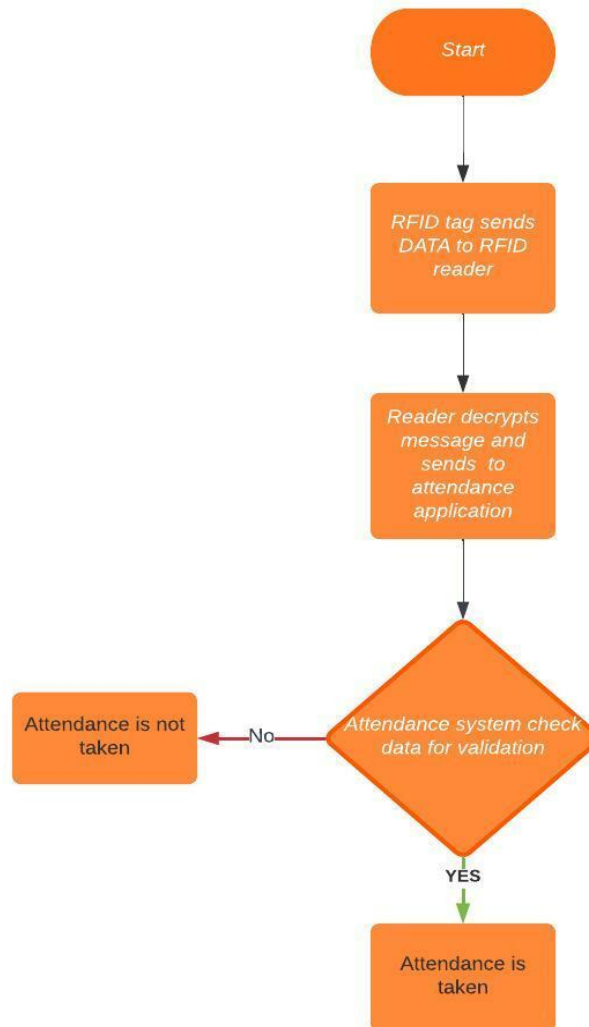 Start
RFID tag sends
DATA to RFID
reader
Reader decrypts
message and
sends to
attendance
application
Attendance system check
data for validation
No
Attendance is not
taken
YES
Attendance is
taken